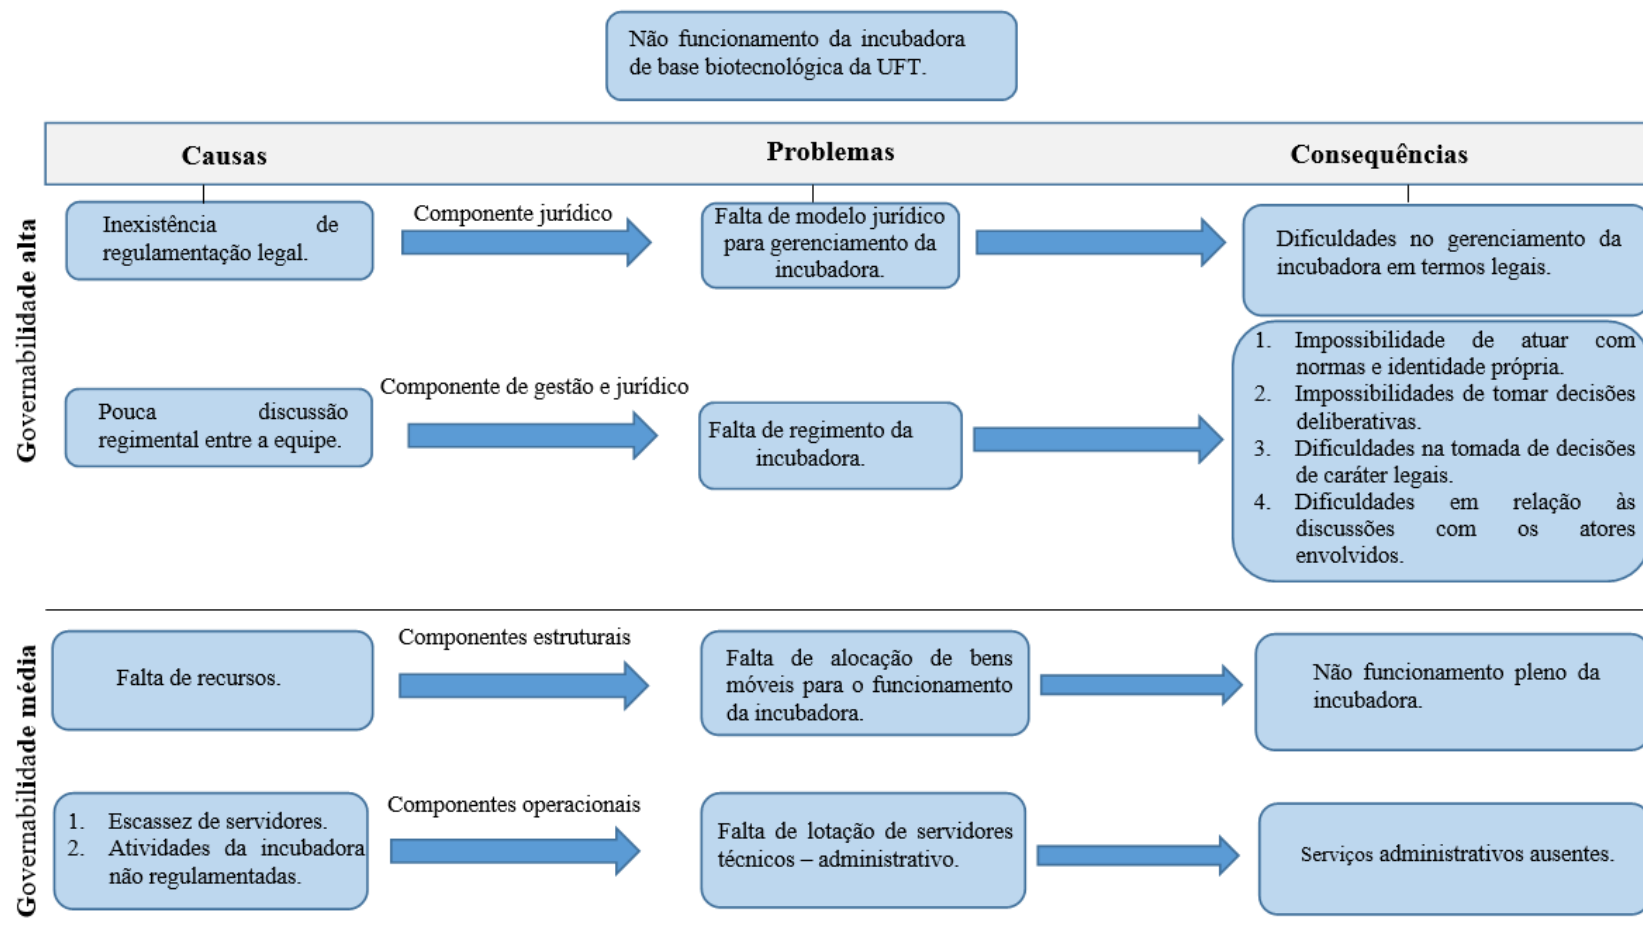 Não funcionamento da incubadora
de base biotecnológica da UFT.
Causas
Problemas
Consequências
Governabilidade alta
Inexistência de
regulamentação legal.
Componente jurídico
Falta de modelo jurídico
para gerenciamento da
incubadora.
Dificuldades no gerenciamento da
incubadora em termos legais.
Pouca discussão
regimental entre a equipe.
Componente de gestão e jurídico
Falta de regimento da
incubadora.
1. Impossibilidade de atuar com
normas e identidade própria.
2. Impossibilidades de tomar decisões
deliberativas.
3. Dificuldades na tomada de decisões
de caráter legais.
4. Dificuldades em relação às
discussões com os atores
envolvidos.
Governabilidade média
Falta de recursos.
Componentes estruturais
Falta de alocação de bens
móveis para o funcionamento
da incubadora.
Não funcionamento pleno da
incubadora.
1. Escassez de servidores.
2. Atividades da incubadora
não regulamentadas.
Componentes operacionais
Falta de lotação de servidores
técnicos – administrativo.
Serviços administrativos ausentes.